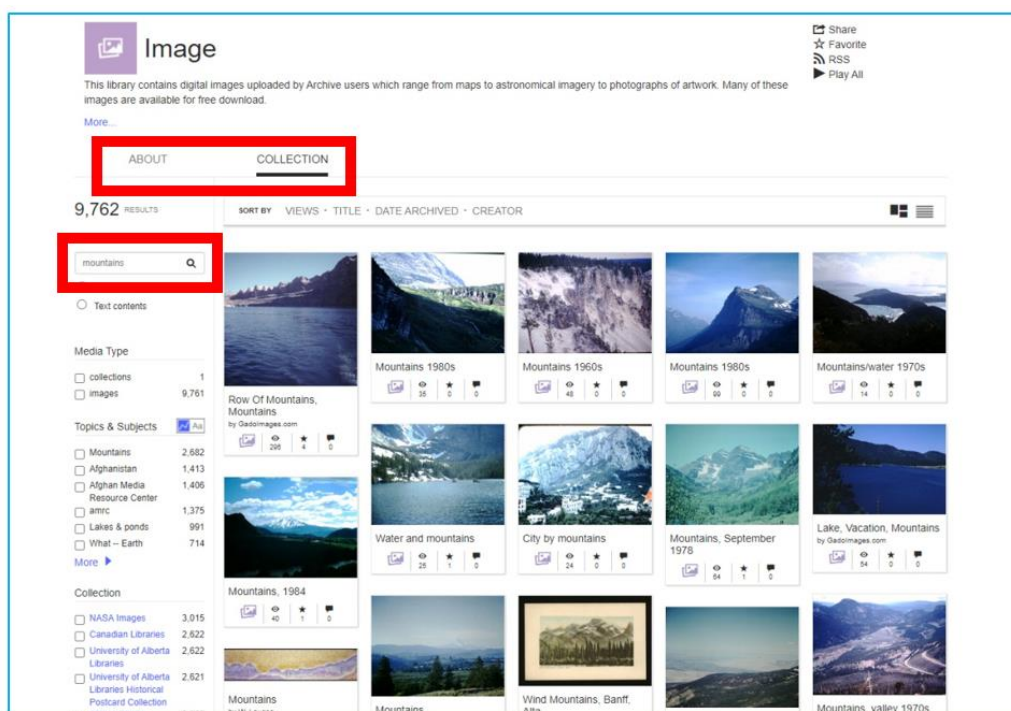 Image
Share
Favorite
RSS
Play All
This library contains digital images uploaded by Archive users which range from maps to astronomical imagery to photographs of artwork. Many of these
images are available for free download.
More...
ABOUT COLLECTION
9,762 RESULTS
SORT BY VIEWS · TITLE · DATE ARCHIVED · CREATOR
mountains
Text contents
Media Type
collections 1
images 9,761
Topics & Subjects Aa
Mountains 2,682
Afghanistan 1,413
Afghan Media 1,406
Resource Center
amrc 1,375
Lakes & ponds 991
What -- Earth 714
More
Collection
NASA Images 3,015
Canadian Libraries 2,622
University of Alberta 2,622
Libraries
University of Alberta 2,621
Libraries Historical
Postcard Collection
Row Of Mountains,
Mountains
by Gadoimages.com
296 4 0
Mountains 1980s
35 0 0
Mountains 1960s
48 0 0
Mountains 1980s
99 0 0
Mountains/water 1970s
14 0 0
Mountains, 1984
40 1 0
Water and mountains
25 1 0
City by mountains
24 0 0
Mountains, September
1978
64 1 0
Lake, Vacation, Mountains
by Gadoimages.com
54 0 0
Mountains
Mountains
Wind Mountains, Banff,
Mountains, valley 1970s